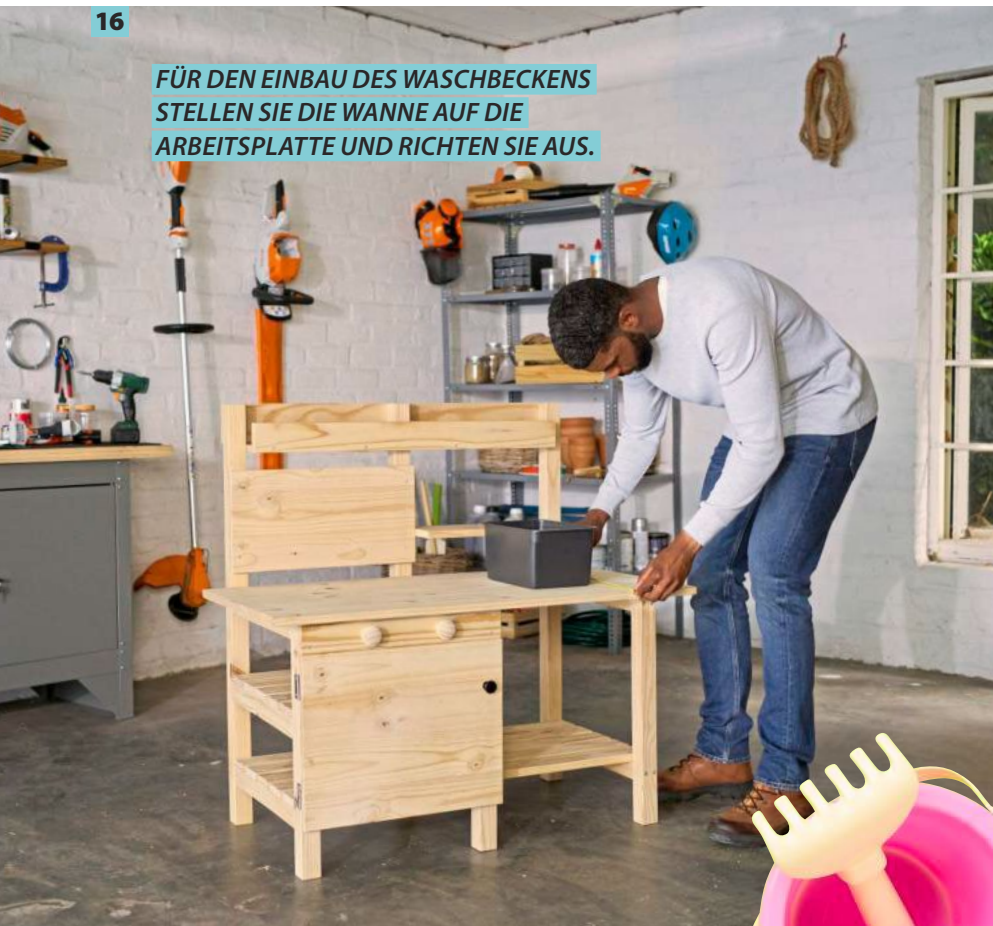 16
FÜR DEN EINBAU DES WASCHBECKENS
STELLEN SIE DIE WANNE AUF DIE
ARBEITSPLATTE UND RICHTEN SIE AUS.